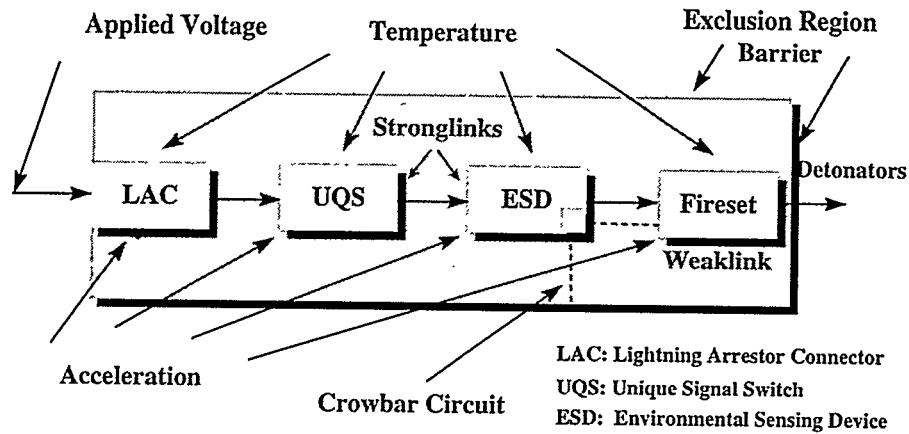 Applied Voltage
Temperature
Exclusion Region
Barrier
Stronglinks
LAC
UQS
ESD
Fireset
Detonators
Weaklink
Acceleration
Crowbar Circuit
LAC: Lightning Arrestor Connector
UQS: Unique Signal Switch
ESD: Environmental Sensing Device